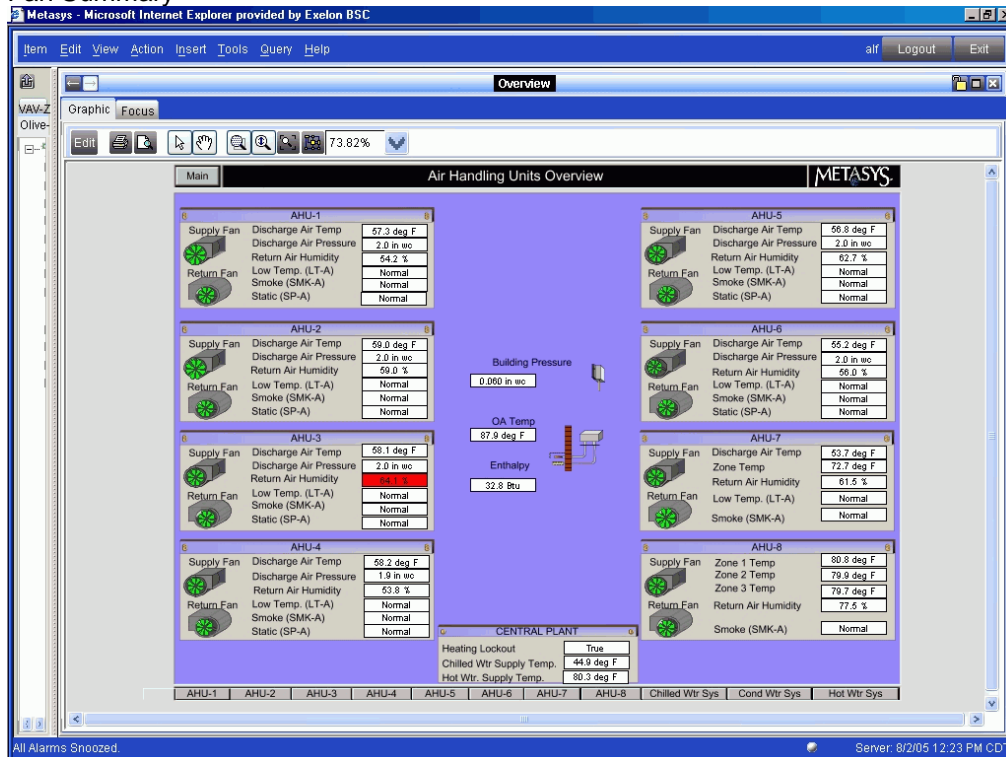 Fan Summary
Metasys - Microsoft Internet Explorer provided by Exelon BSC
Item Edit View Action Insert Tools Query Help
alf Logout Exit
Overview
VAV-Z
Olive-
Graphic Focus
Edit 73.82%
Main Air Handling Units Overview METASYS.
AHU-1
Supply Fan Discharge Air Temp 57.3 deg F
Discharge Air Pressure 2.0 in wc
Return Air Humidity 54.2 %
Return Fan Low Temp. (LT-A) Normal
Smoke (SMK-A) Normal
Static (SP-A) Normal
AHU-2
Supply Fan Discharge Air Temp 59.0 deg F
Discharge Air Pressure 2.0 in wc
Return Air Humidity 59.0 %
Return Fan Low Temp. (LT-A) Normal
Smoke (SMK-A) Normal
Static (SP-A) Normal
AHU-3
Supply Fan Discharge Air Temp 58.1 deg F
Discharge Air Pressure 2.0 in wc
Return Air Humidity 64.1 %
Return Fan Low Temp. (LT-A) Normal
Smoke (SMK-A) Normal
Static (SP-A) Normal
AHU-4
Supply Fan Discharge Air Temp 58.2 deg F
Discharge Air Pressure 1.9 in wc
Return Air Humidity 53.8 %
Return Fan Low Temp. (LT-A) Normal
Smoke (SMK-A) Normal
Static (SP-A) Normal
Building Pressure
0.060 in wc
OA Temp
87.9 deg F
Enthalpy
32.8 Btu
CENTRAL PLANT
Heating Lockout True
Chilled Wtr Supply Temp. 44.9 deg F
Hot Wtr. Supply Temp. 80.3 deg F
AHU-5
Supply Fan Discharge Air Temp 56.8 deg F
Discharge Air Pressure 2.0 in wc
Return Air Humidity 62.7 %
Return Fan Low Temp. (LT-A) Normal
Smoke (SMK-A) Normal
Static (SP-A) Normal
AHU-6
Supply Fan Discharge Air Temp 55.2 deg F
Discharge Air Pressure 2.0 in wc
Return Air Humidity 56.0 %
Return Fan Low Temp. (LT-A) Normal
Smoke (SMK-A) Normal
Static (SP-A) Normal
AHU-7
Supply Fan Discharge Air Temp 53.7 deg F
Zone Temp 72.7 deg F
Return Air Humidity 61.5 %
Return Fan Low Temp. (LT-A) Normal
Smoke (SMK-A) Normal
AHU-8
Supply Fan Zone 1 Temp 80.8 deg F
Zone 2 Temp 79.9 deg F
Zone 3 Temp 79.7 deg F
Return Fan Return Air Humidity 77.5 %
Smoke (SMK-A) Normal
AHU-1 AHU-2 AHU-3 AHU-4 AHU-5 AHU-6 AHU-7 AHU-8 Chilled Wtr Sys Cond Wtr Sys Hot Wtr Sys
All Alarms Snoozed. Server: 8/2/05 12:23 PM CDT